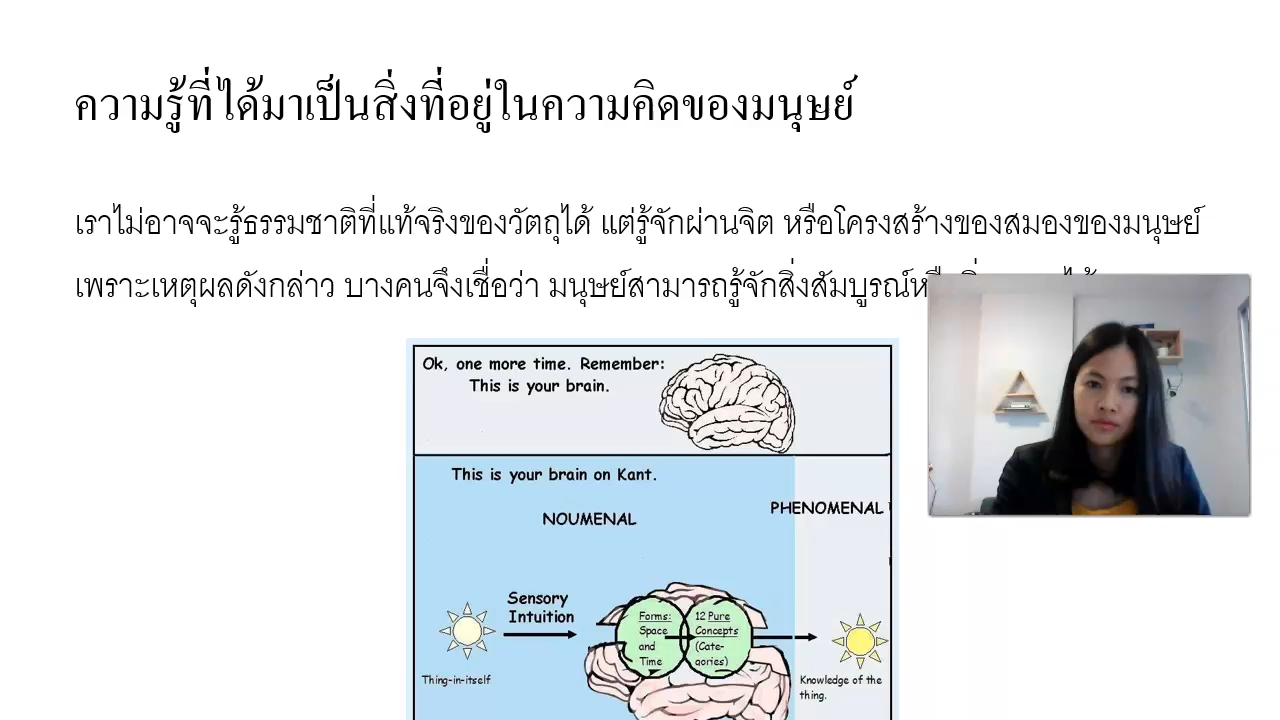 ความรู้ที่ได้มาเป็นสิ่งที่อยู่ในความคิดของมนุษย์
เราไม่อาจจะรู้ธรรมชาติที่แท้จริงของวัตถุได้ แต่รู้จักผ่านจิต หรือโครงสร้างของสมองของมนุษย์
เพราะเหตุผลดังกล่าว บางคนจึงเชื่อว่า มนุษย์สามารถรู้จักสิ่งสัมบูรณ์
Ok, one more time. Remember:
This is your brain.
This is your brain on Kant.
NOUMENAL
PHENOMENAL
Sensory
Intuition
Forms:
Space
and
Time
12 Pure
Concepts
(Cate-
gories)
Thing-in-itself
Knowledge of the
thing.